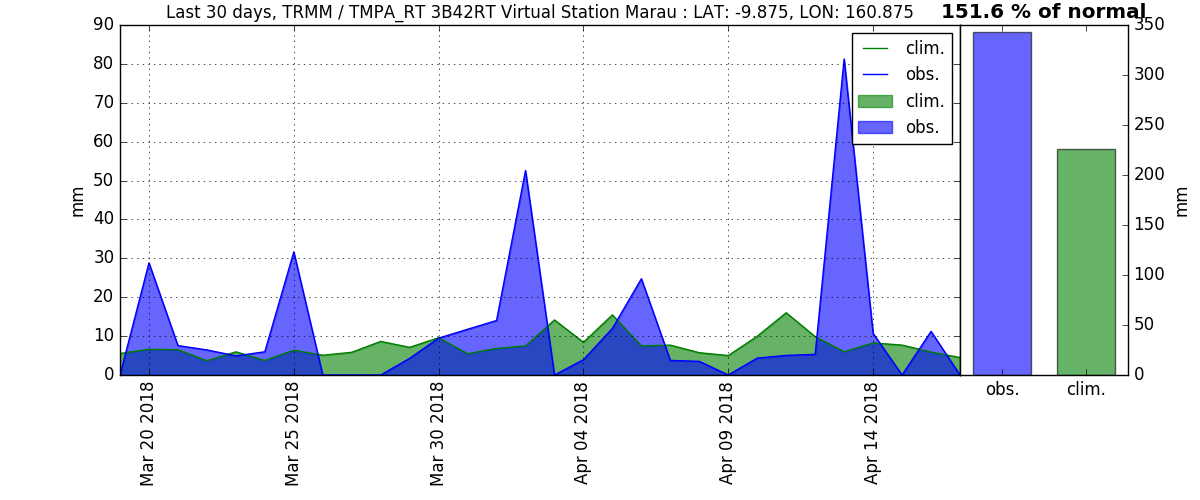 Last 30 days, TRMM / TMPA_RT 3B42RT Virtual Station Marau : LAT: -9.875, LON: 160.875
151.6 % of normal
90
80
70
60
50
40
30
20
10
0
mm
clim.
obs.
clim.
obs.
350
300
250
200
150
100
50
0
mm
obs.
clim.
Mar 20 2018
Mar 25 2018
Mar 30 2018
Apr 04 2018
Apr 09 2018
Apr 14 2018